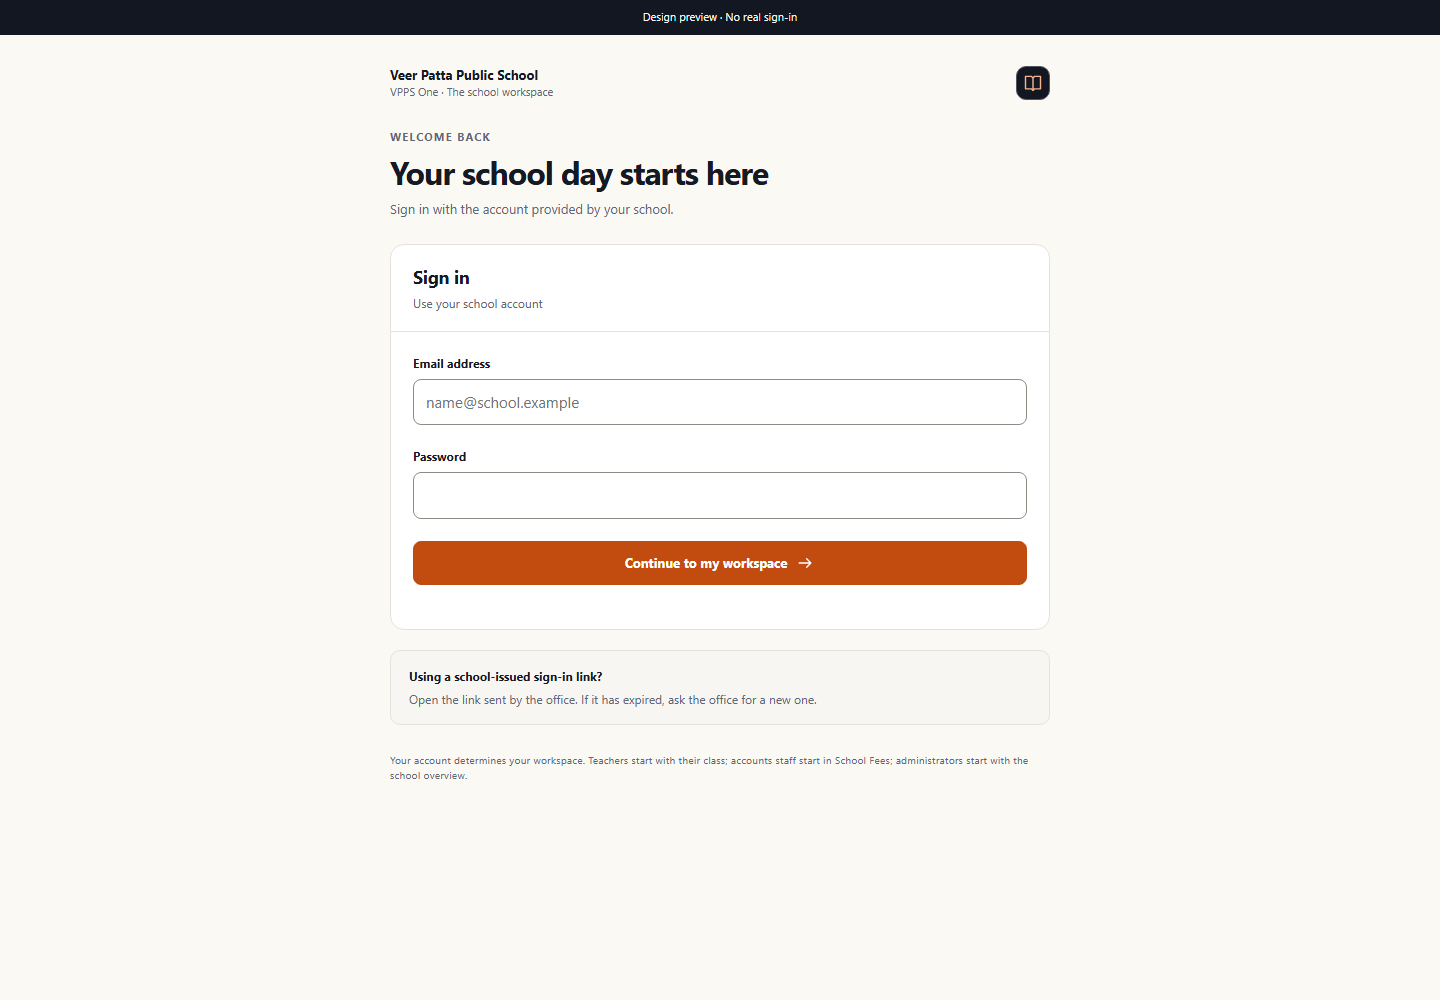 Design preview · No real sign-in
Veer Patta Public School
VPPS One · The school workspace
WELCOME BACK
Your school day starts here
Sign in with the account provided by your school.
Sign in
Use your school account
Email address
name@school.example
Password
Continue to my workspace →
Using a school-issued sign-in link?
Open the link sent by the office. If it has expired, ask the office for a new one.
Your account determines your workspace. Teachers start with their class; accounts staff start in School Fees; administrators start with the
school overview.